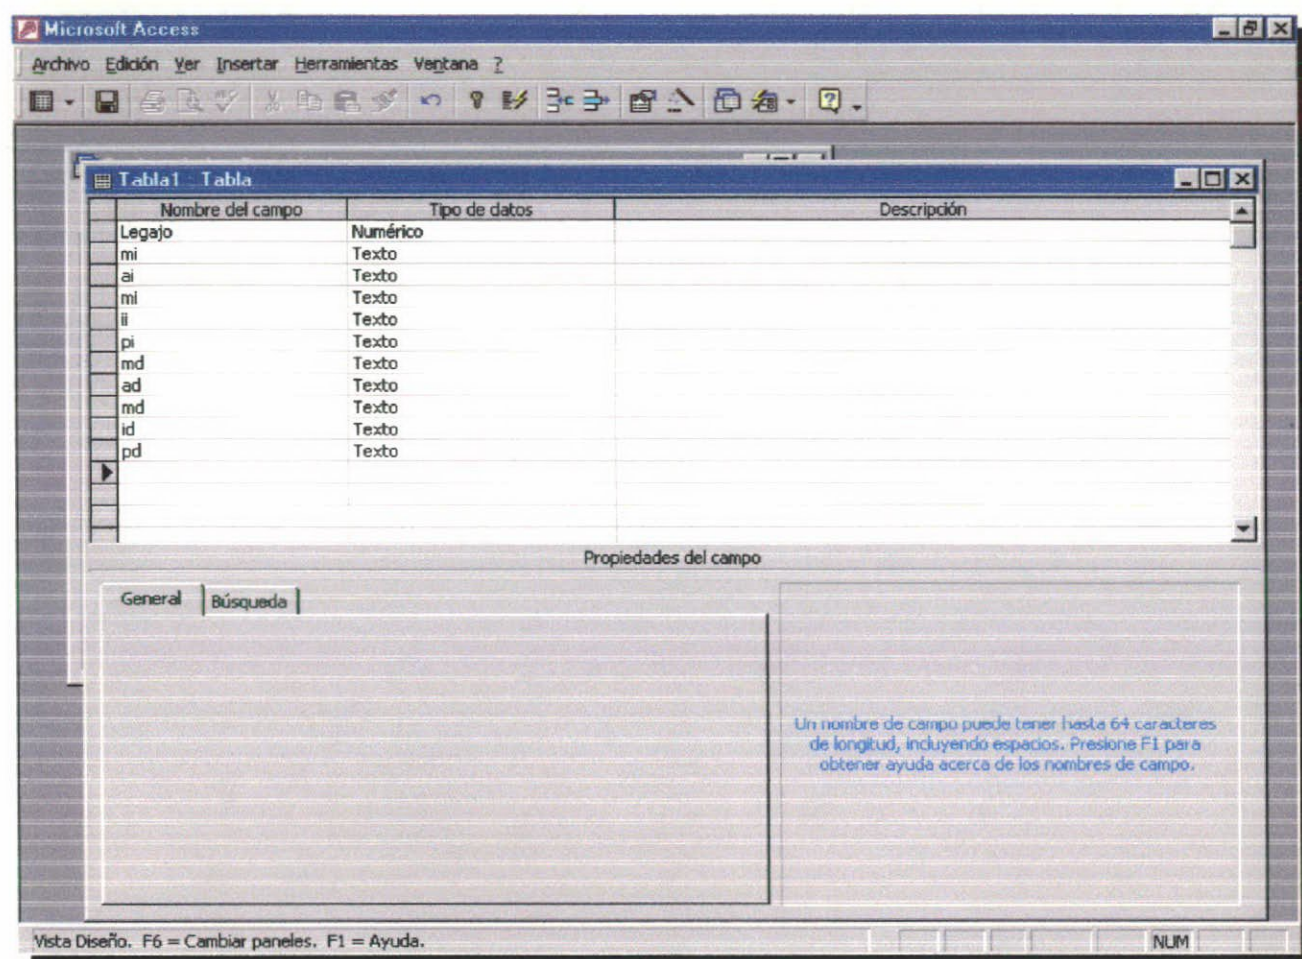 Microsoft Access
Archivo Edición Ver Insertar Herramientas Ventana ?
Tabla1 : Tabla
Nombre del campo Tipo de datos Descripción
Legajo Numérico
mi Texto
ai Texto
mi Texto
ii Texto
pi Texto
md Texto
ad Texto
md Texto
id Texto
pd Texto
Propiedades del campo
General Búsqueda
Un nombre de campo puede tener hasta 64 caracteres
de longitud, incluyendo espacios. Presione F1 para
obtener ayuda acerca de los nombres de campo.
Vista Diseño. F6 = Cambiar paneles. F1 = Ayuda. NUM